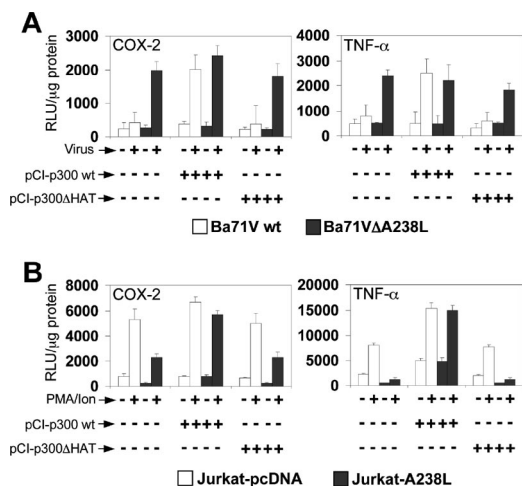 A
COX-2
RLU/µg protein
3000
2000
1000
0
TNF-α
4000
3000
2000
1000
0
Virus - + - + - + - + - + - + - + - + - + - + - + - +
pCI-p300 wt - - - - + + + + - - - - - - - - + + + + - - - -
pCI-p300ΔHAT - - - - - - - - + + + + - - - - - - - - + + + +
Ba71V wt Ba71VΔA238L
B
COX-2
RLU/µg protein
8000
6000
4000
2000
0
TNF-α
20000
15000
10000
5000
0
PMA/Ion - + - + - + - + - + - + - + - + - + - + - + - +
pCI-p300 wt - - - - + + + + - - - - - - - - + + + + - - - -
pCI-p300ΔHAT - - - - - - - - + + + + - - - - - - - - + + + +
Jurkat-pcDNA Jurkat-A238L